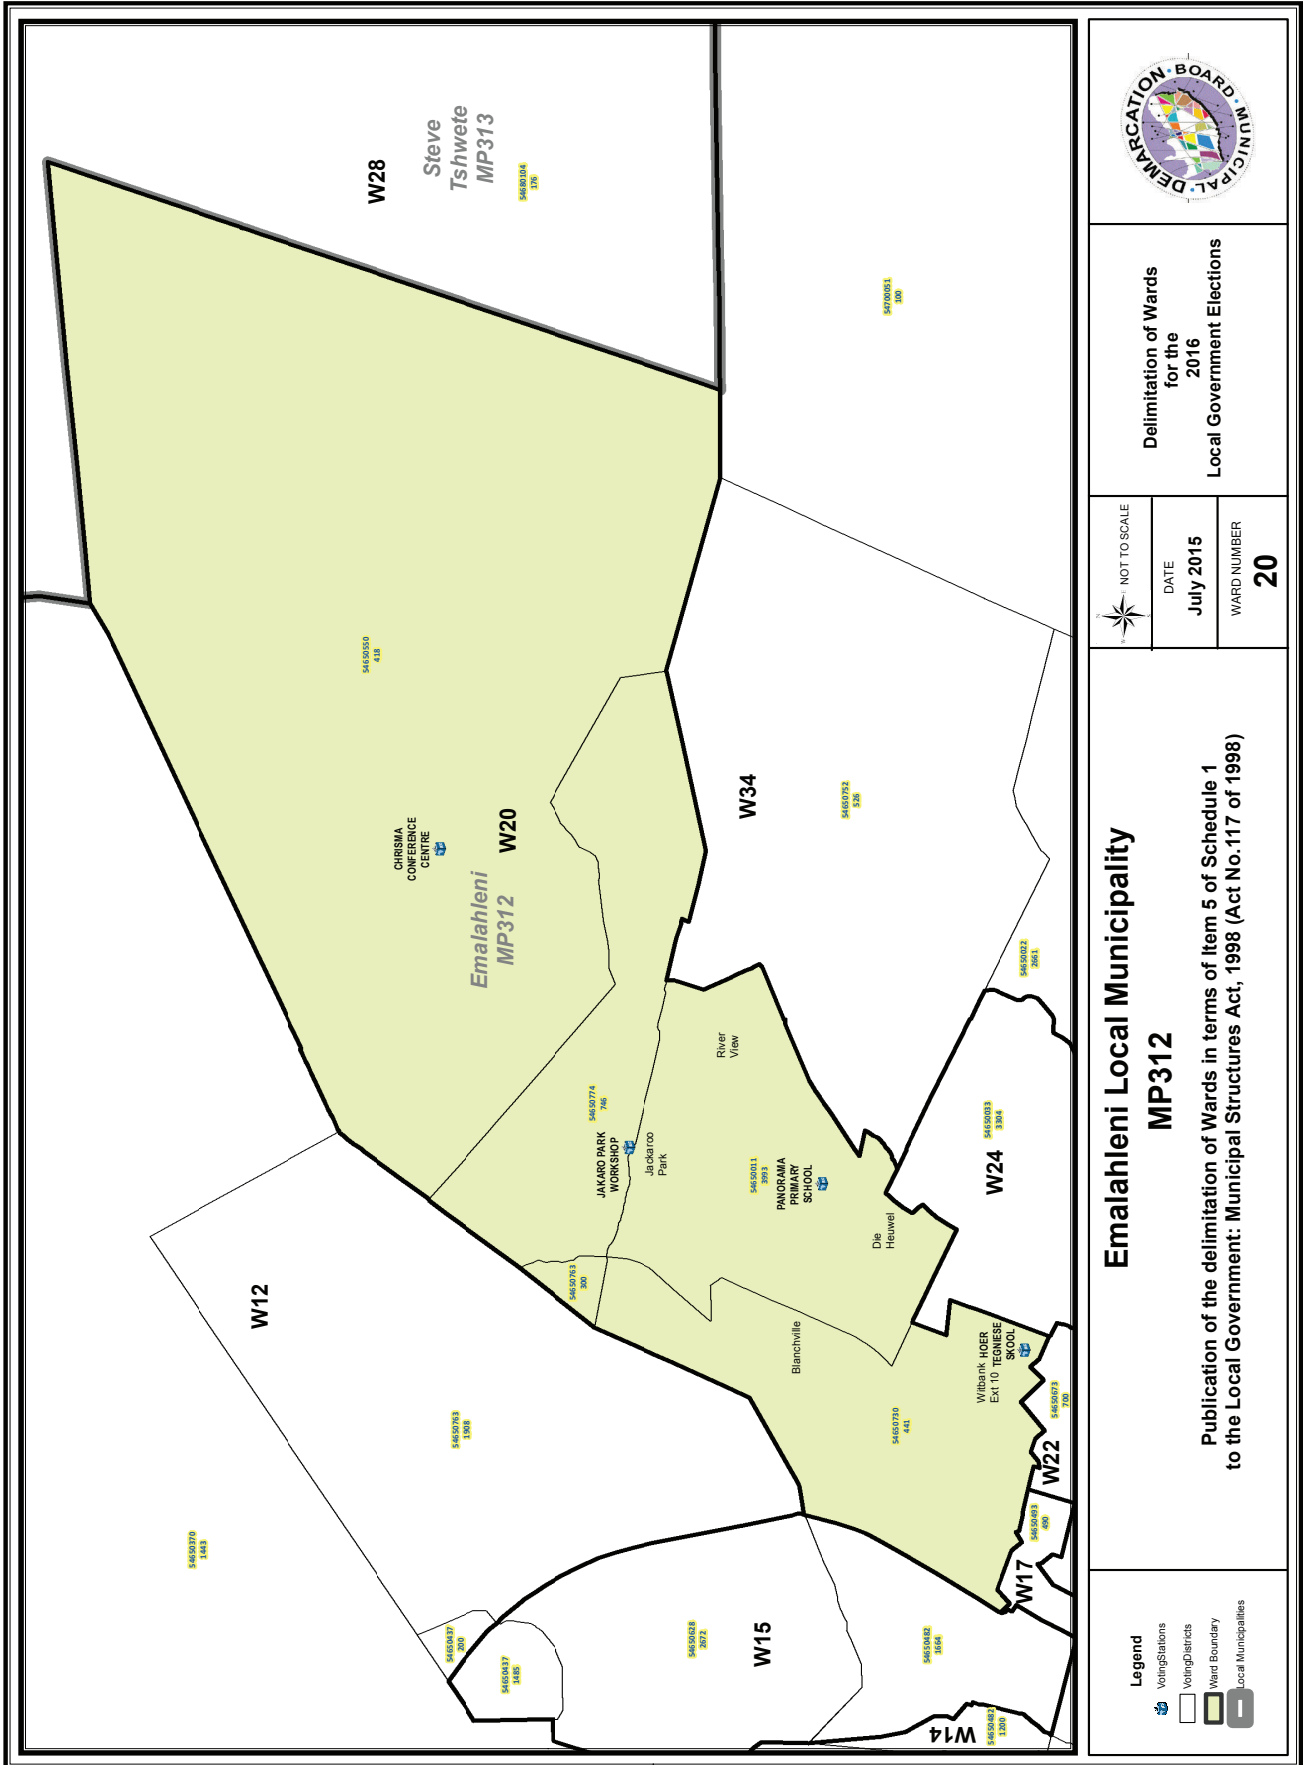 W28
Steve
Tshwete
MP313
54680104
176
54700051
100
54650550
418
CHRISMA
CONFERENCE
CENTRE
W20
Emalahleni
MP312
W34
54650752
526
54650022
2661
River
View
54650774
746
JAKARO PARK
WORKSHOP
Jackaroo
Park
54650011
3993
PANORAMA
PRIMARY
SCHOOL
54650033
3304
W24
Die
Heuwel
54650763
300
W12
Blanchville
Witbank
Ext 10
HOER
TEGNIESE
SKOOL
54650673
700
54650730
441
W22
54650763
1908
54650493
490
W17
54650370
1443
54650437
200
54650437
1485
54650628
2672
W15
54650482
1664
W14
54650482
1200
Legend
VotingStations
VotingDistricts
Ward Boundary
Local Municipalities
Emalahleni Local Municipality
MP312
Publication of the delimitation of Wards in terms of Item 5 of Schedule 1
to the Local Government: Municipal Structures Act, 1998 (Act No.117 of 1998)
N
W
E
S
NOT TO SCALE
DATE
July 2015
WARD NUMBER
20
Delimitation of Wards
for the
2016
Local Government Elections
MUNICIPAL · DEMARCATION · BOARD ·